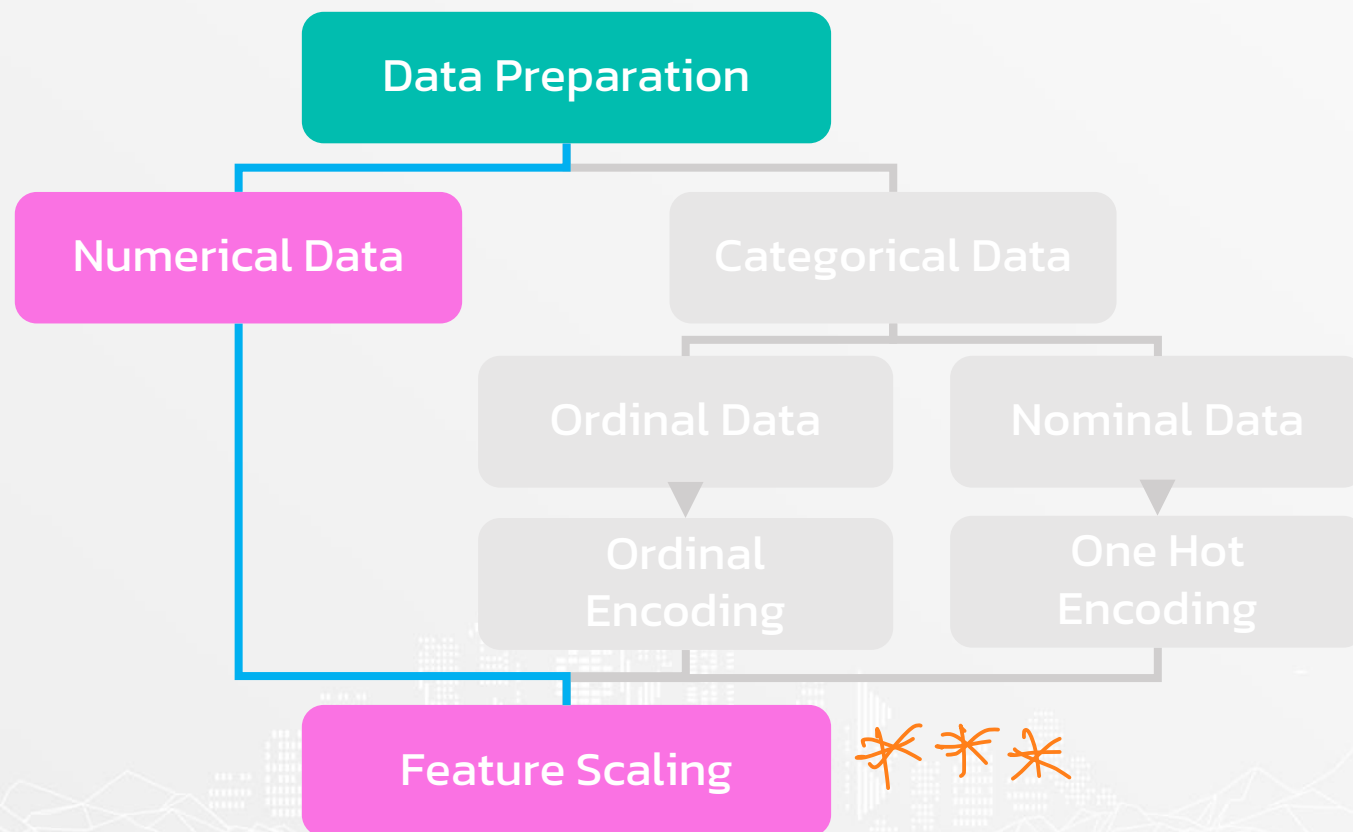 Data Preparation
Numerical Data
Categorical Data
Ordinal Data
Nominal Data
Ordinal
Encoding
One Hot
Encoding
Feature Scaling